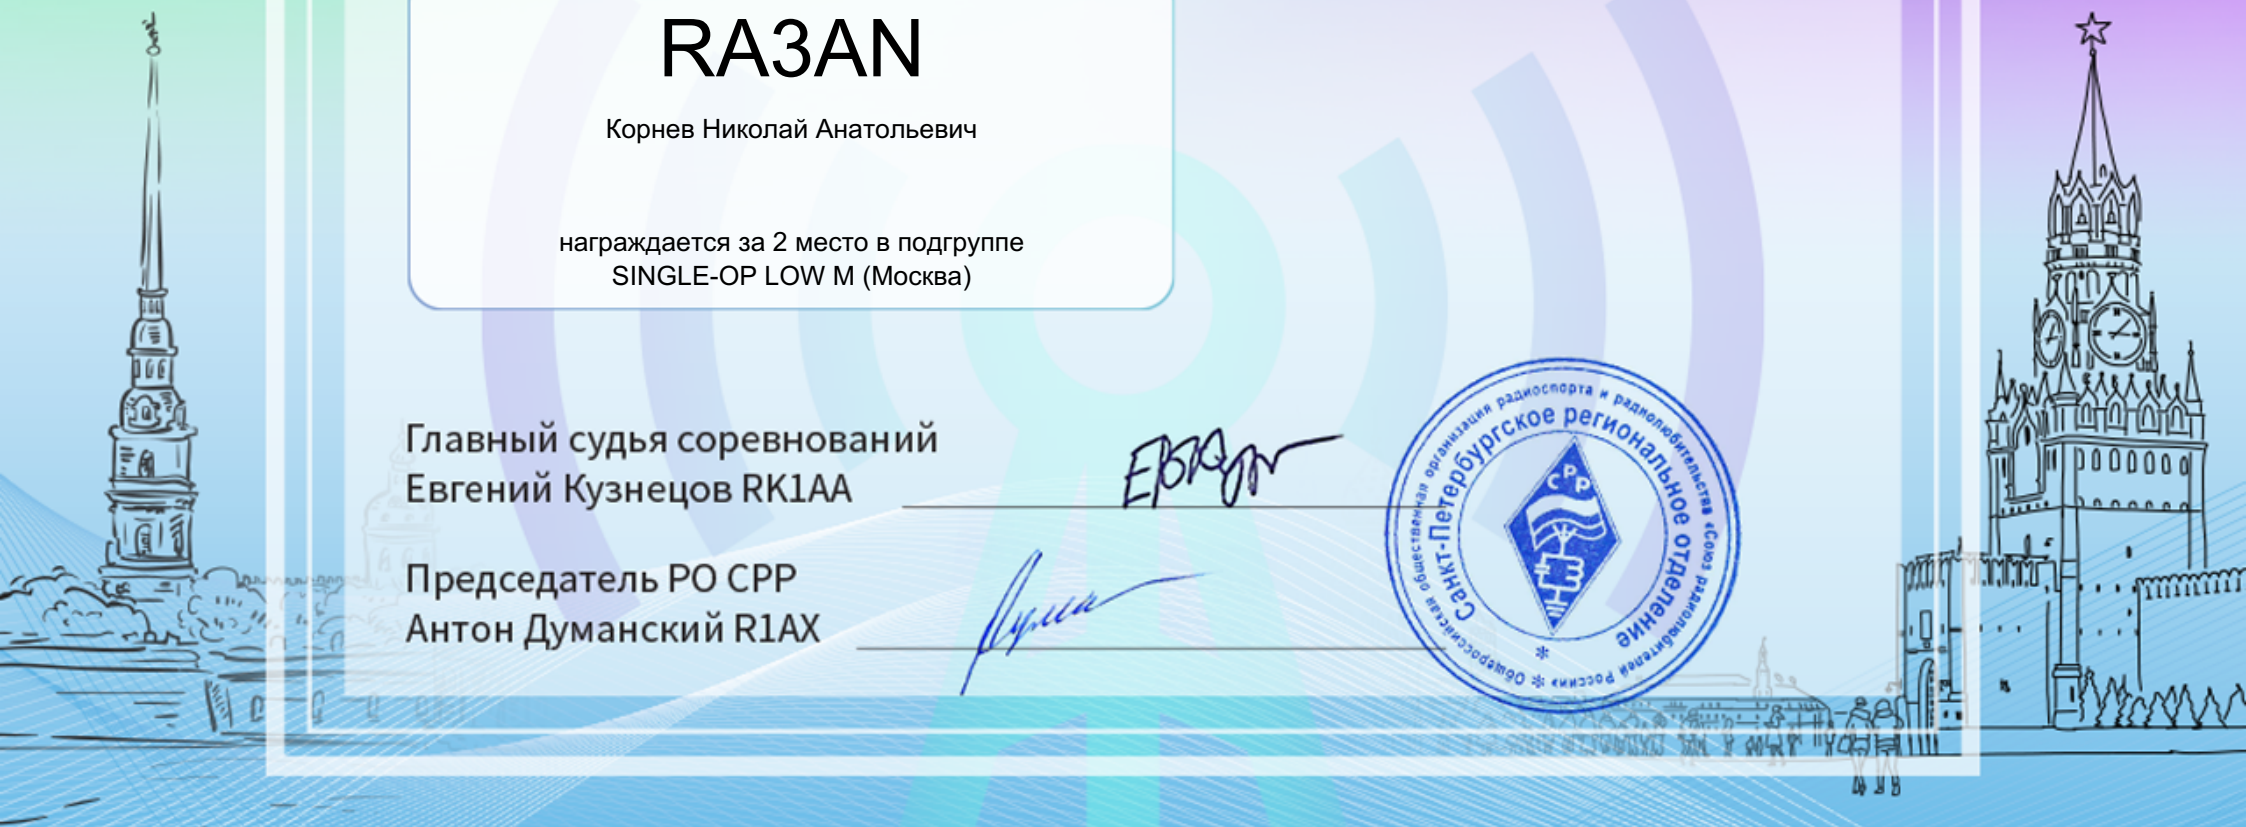 RA3AN
Корнев Николай Анатольевич
награждается за 2 место в подгруппе
SINGLE-OP LOW M (Москва)
Главный судья соревнований
Евгений Кузнецов RK1AA
Председатель РО СРР
Антон Думанский R1AX
Общероссийская общественная организация радиоспорта и радиолюбительства «Союз радиолюбителей России»
Санкт-Петербургское региональное отделение
СРР